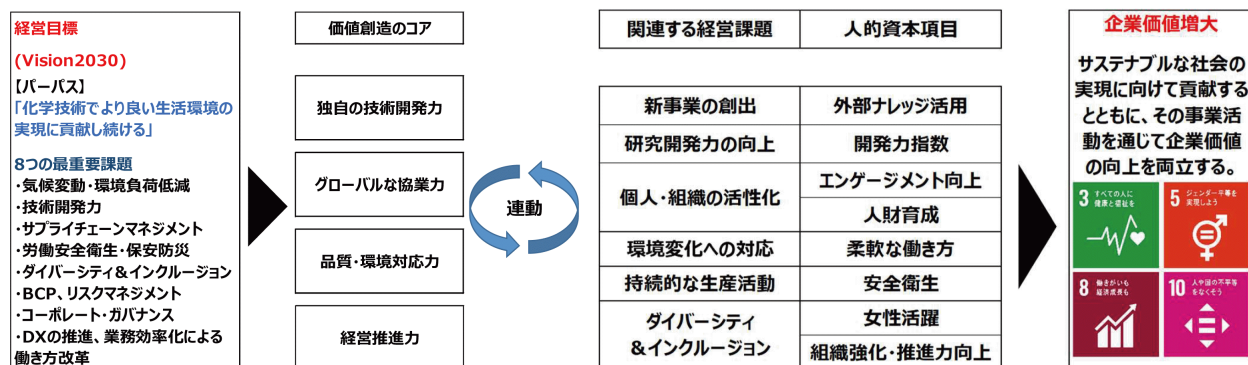 経営目標
(Vision2030)
【パーパス】
「化学技術でより良い生活環境の
実現に貢献し続ける」
8つの最重要課題
・気候変動・環境負荷低減
・技術開発力
・サプライチェーンマネジメント
・労働安全衛生・保安防災
・ダイバーシティ&インクルージョン
・BCP、リスクマネジメント
・コーポレート・ガバナンス
・DXの推進、業務効率化による
働き方改革
価値創造のコア
独自の技術開発力
グローバルな協業力
品質・環境対応力
経営推進力
連動
関連する経営課題 人的資本項目
新事業の創出 外部ナレッジ活用
研究開発力の向上 開発力指数
個人・組織の活性化 エンゲージメント向上
人財育成
環境変化への対応 柔軟な働き方
持続的な生産活動 安全衛生
ダイバーシティ
&インクルージョン
女性活躍
組織強化・推進力向上
企業価値増大
サステナブルな社会の
実現に向けて貢献する
とともに、その事業活
動を通じて企業価値
の向上を両立する。
3 すべての人に
健康と福祉を
5 ジェンダー平等を
実現しよう
8 働きがいも
経済成長も
10 人や国の不平等
をなくそう